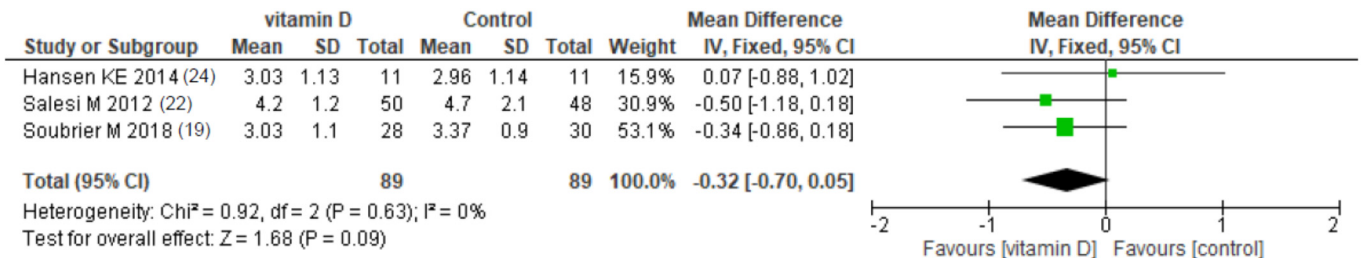 vitamin D Control Mean Difference Mean Difference
Study or Subgroup Mean SD Total Mean SD Total Weight IV, Fixed, 95% CI IV, Fixed, 95% CI
Hansen KE 2014 (24) 3.03 1.13 11 2.96 1.14 11 15.9% 0.07 [-0.88, 1.02]
Salesi M 2012 (22) 4.2 1.2 50 4.7 2.1 48 30.9% -0.50 [-1.18, 0.18]
Soubrier M 2018 (19) 3.03 1.1 28 3.37 0.9 30 53.1% -0.34 [-0.86, 0.18]
Total (95% CI) 89 89 100.0% -0.32 [-0.70, 0.05]
Heterogeneity: Chi² = 0.92, df = 2 (P = 0.63); I² = 0%
Test for overall effect: Z = 1.68 (P = 0.09)
-2 -1 0 1 2
Favours [vitamin D] Favours [control]